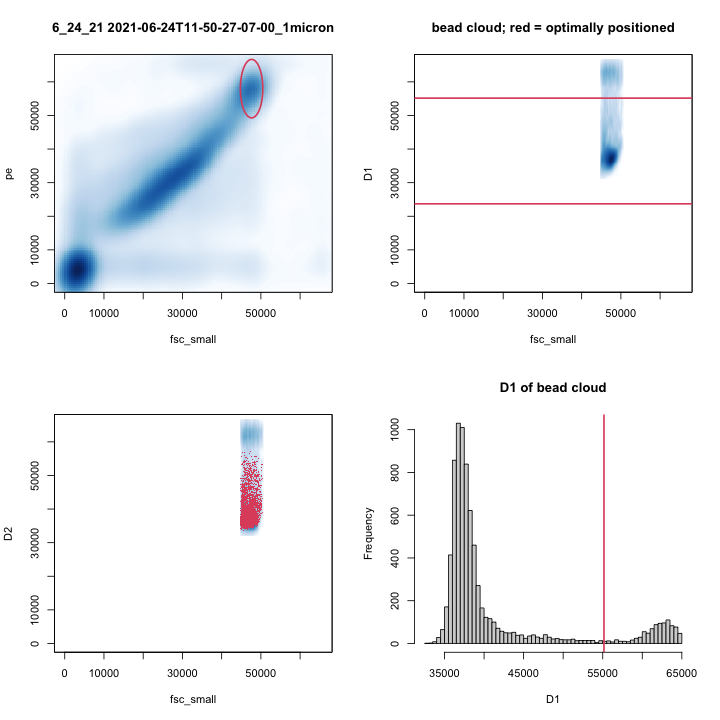 6_24_21 2021-06-24T11-50-27-07-00_1micron
pe
0 10000 30000 50000
0 10000 30000 50000
fsc_small
bead cloud; red = optimally positioned
D1
0 10000 30000 50000
0 10000 30000 50000
fsc_small
D2
0 10000 30000 50000
0 10000 30000 50000
fsc_small
D1 of bead cloud
Frequency
0 200 400 600 800 1000
35000 45000 55000 65000
D1